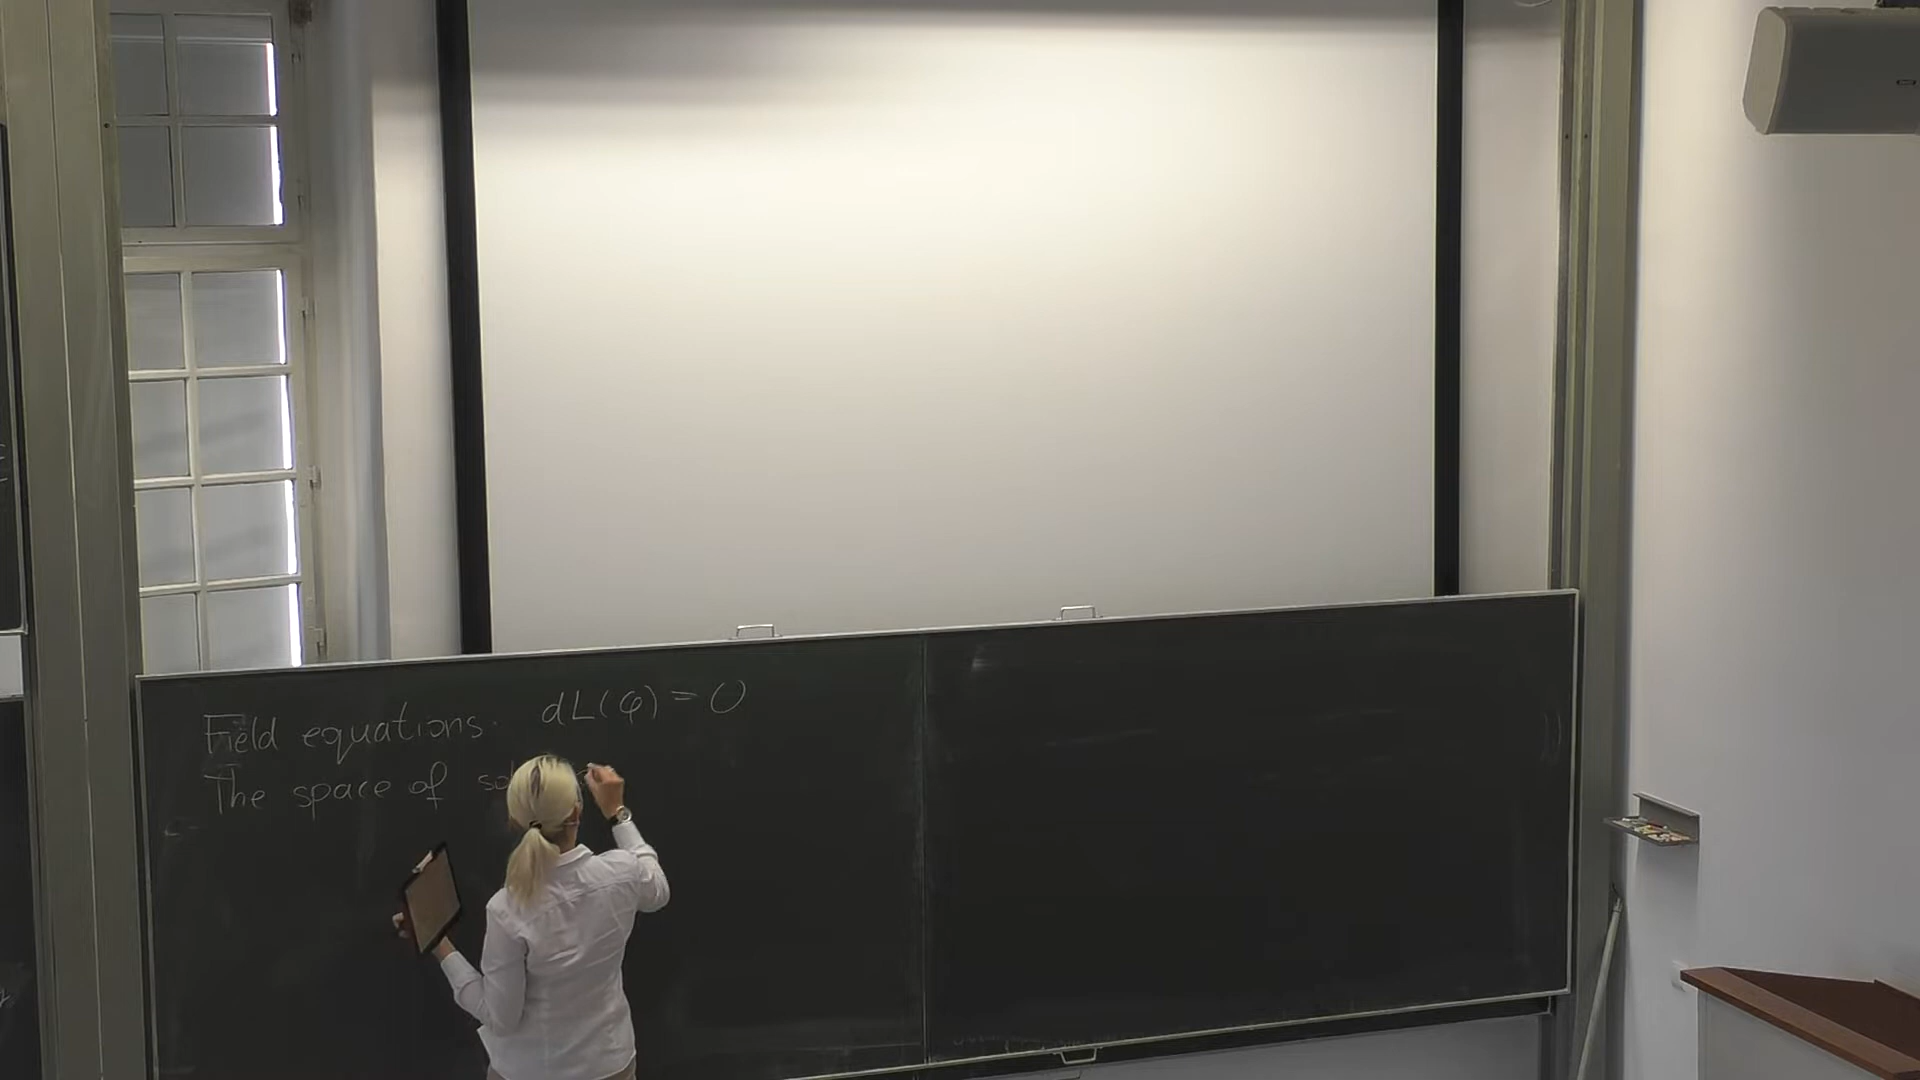 Field equations. dL(φ) = 0
The space of